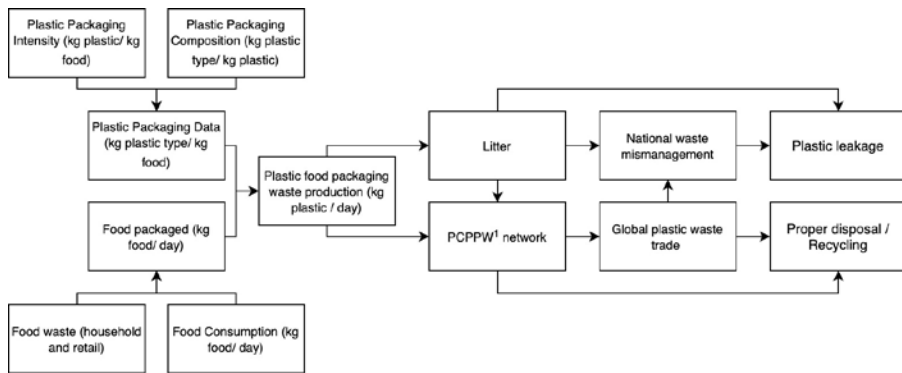 Plastic Packaging
Intensity (kg plastic/ kg
food)
Plastic Packaging
Composition (kg plastic
type/ kg plastic)
Plastic Packaging Data
(kg plastic type/ kg
food)
Plastic food packaging
waste production (kg
plastic / day)
Food packaged (kg
food/ day)
Food waste (household
and retail)
Food Consumption (kg
food/ day)
Litter
National waste
mismanagement
Plastic leakage
PCPPW¹ network
Global plastic waste
trade
Proper disposal /
Recycling